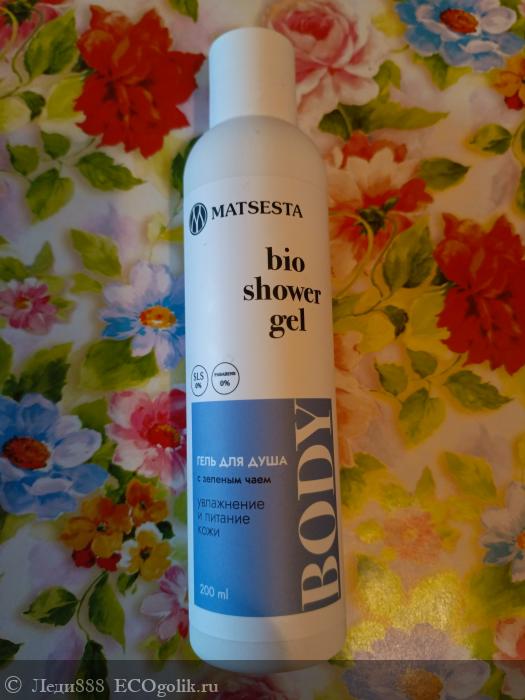 MATSESTA
bio
shower
gel
SLS
0%
ПАРАБЕНЫ
0%
BODY
ГЕЛЬ ДЛЯ ДУША
с зеленым чаем
увлажнение
и питание
кожи
200 ml
© Леди888 ECOgolik.ru